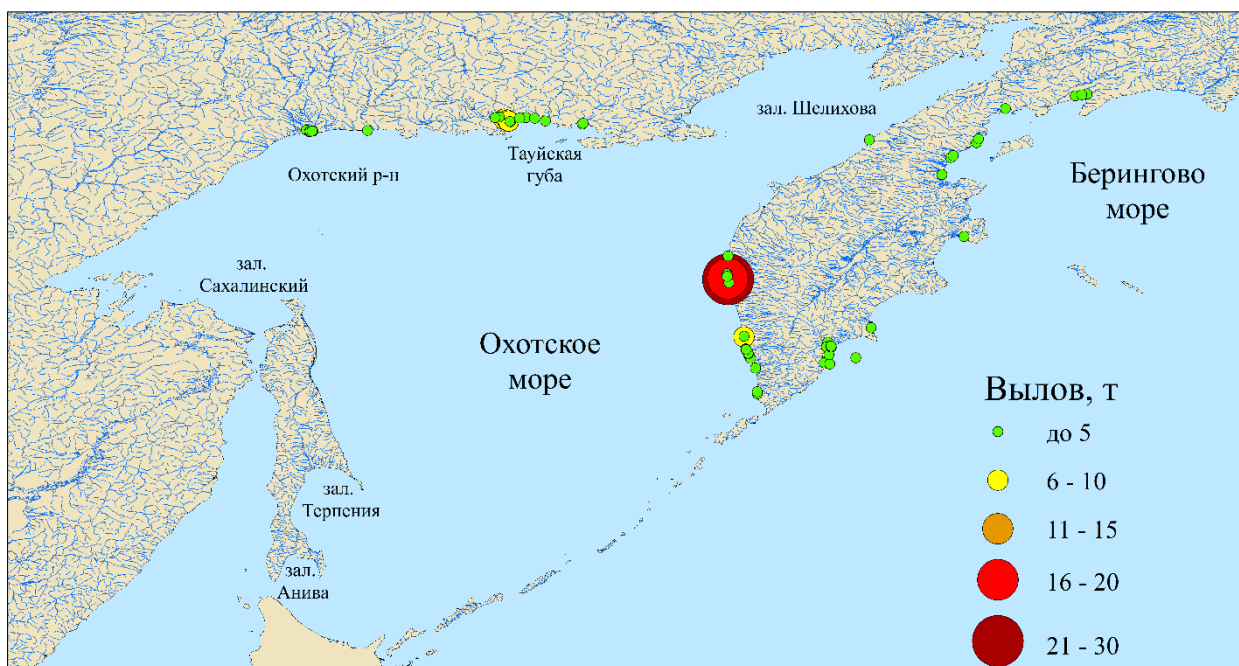 зал. Шелихова
Тауйская
губа
Охотский р-н
Берингово
море
зал.
Сахалинский
Охотское
море
Вылов, т
до 5
6 - 10
11 - 15
16 - 20
21 - 30
зал.
Терпения
зал.
Анива